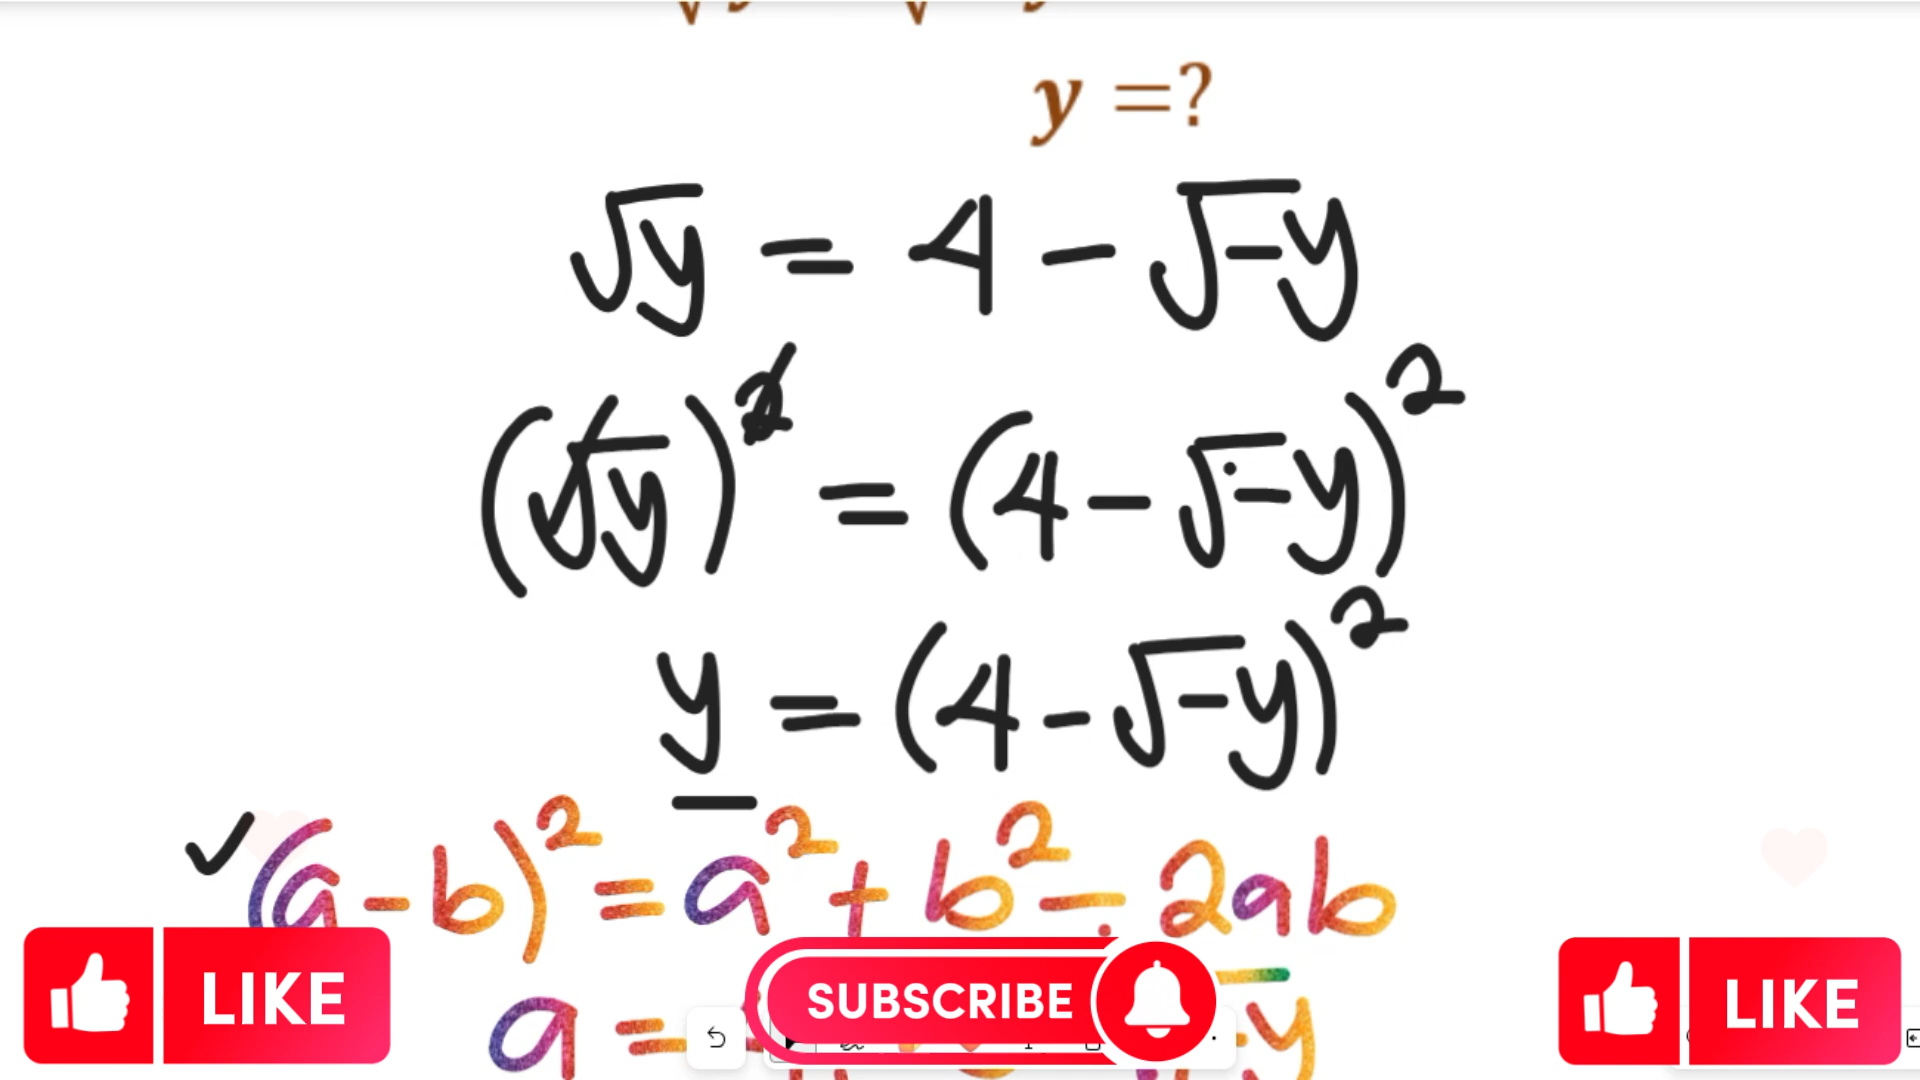 y =?
√y = 4 - √-y
(√y)² = (4 - √-y)²
y = (4 - √-y)²
✓ (a - b)² = a² + b² - 2ab
LIKE
SUBSCRIBE
LIKE
a =
y